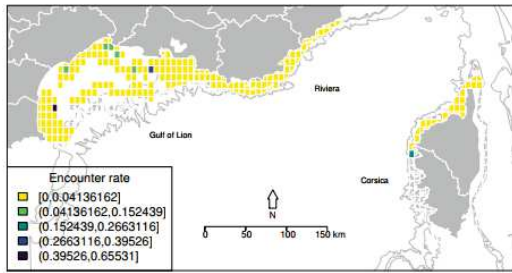 Riviera
Gulf of Lion
Corsica
Encounter rate
[0,0.04136162]
(0.04136162,0.152439]
(0.152439,0.2663116]
(0.2663116,0.39526]
(0.39526,0.65531]
N
0 50 100 150 km